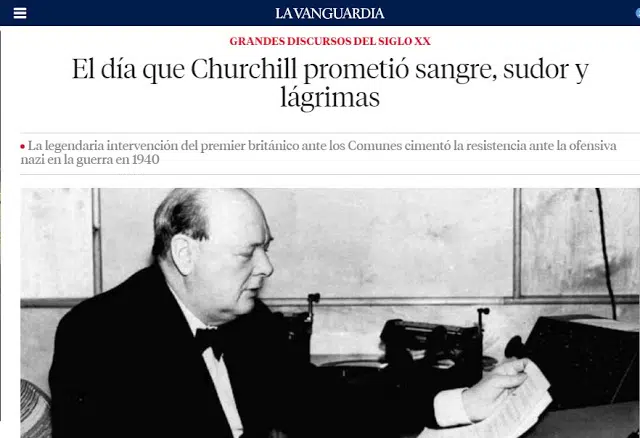 LA VANGUARDIA
GRANDES DISCURSOS DEL SIGLO XX
El día que Churchill prometió sangre, sudor y
lágrimas
• La legendaria intervención del premier británico ante los Comunes cimentó la resistencia ante la ofensiva
nazi en la guerra en 1940